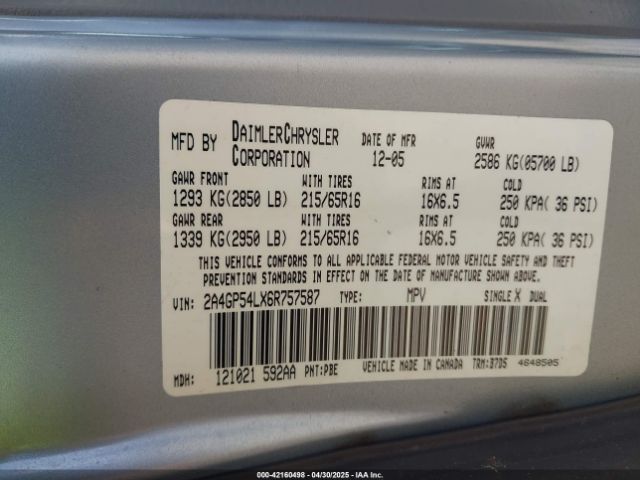 MFD BY DAIMLERCHRYSLER CORPORATION DATE OF MFR 12-05 GVWR 2586 KG(05700 LB)
GAWR FRONT WITH TIRES RIMS AT COLD
1293 KG(2850 LB) 215/65R16 16X6.5 250 KPA( 36 PSI)
GAWR REAR WITH TIRES RIMS AT COLD
1339 KG(2950 LB) 215/65R16 16X6.5 250 KPA( 36 PSI)
THIS VEHICLE CONFORMS TO ALL APPLICABLE FEDERAL MOTOR VEHICLE SAFETY AND THEFT
PREVENTION STANDARDS IN EFFECT ON THE DATE OF MANUFACTURE SHOWN ABOVE.
VIN: 2A4GP54LX6R757587 TYPE: MPV SINGLE X DUAL
MDH: 121021 592AA PNT:PBE VEHICLE MADE IN CANADA TRM:B7D5 4648505
000-42160498 - 04/30/2025 - IAA Inc.